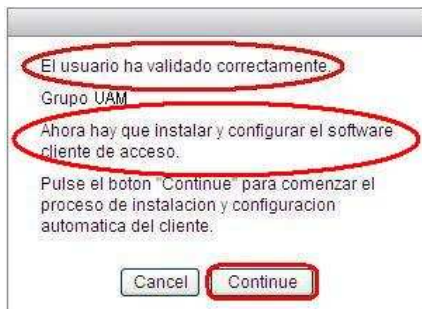 El usuario ha validado correctamente.
Grupo UAM
Ahora hay que instalar y configurar el software
cliente de acceso.
Pulse el boton "Continue" para comenzar el
proceso de instalacion y configuracion
automatica del cliente.
Cancel Continue